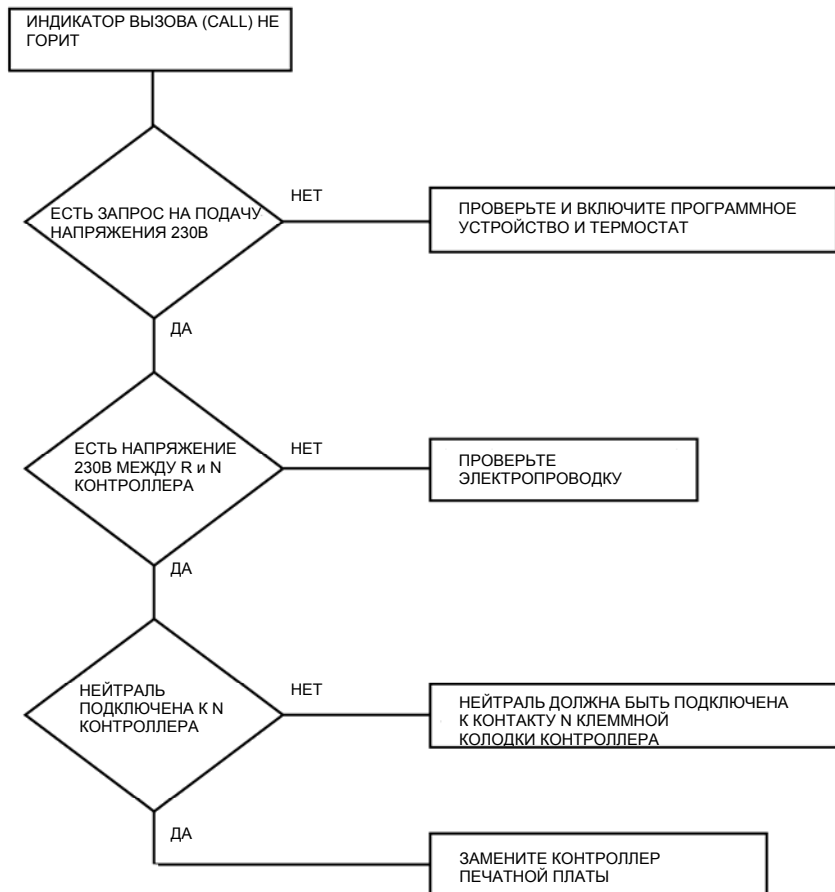 ИНДИКАТОР ВЫЗОВА (CALL) НЕ
ГОРИТ
ЕСТЬ ЗАПРОС НА ПОДАЧУ
НАПРЯЖЕНИЯ 230В
НЕТ
ПРОВЕРЬТЕ И ВКЛЮЧИТЕ ПРОГРАММНОЕ
УСТРОЙСТВО И ТЕРМОСТАТ
ДА
ЕСТЬ НАПРЯЖЕНИЕ
230В МЕЖДУ R и N
КОНТРОЛЛЕРА
НЕТ
ПРОВЕРЬТЕ
ЭЛЕКТРОПРОВОДКУ
ДА
НЕЙТРАЛЬ
ПОДКЛЮЧЕНА К N
КОНТРОЛЛЕРА
НЕТ
НЕЙТРАЛЬ ДОЛЖНА БЫТЬ ПОДКЛЮЧЕНА
К КОНТАКТУ N КЛЕММНОЙ
КОЛОДКИ КОНТРОЛЛЕРА
ДА
ЗАМЕНИТЕ КОНТРОЛЛЕР
ПЕЧАТНОЙ ПЛАТЫ